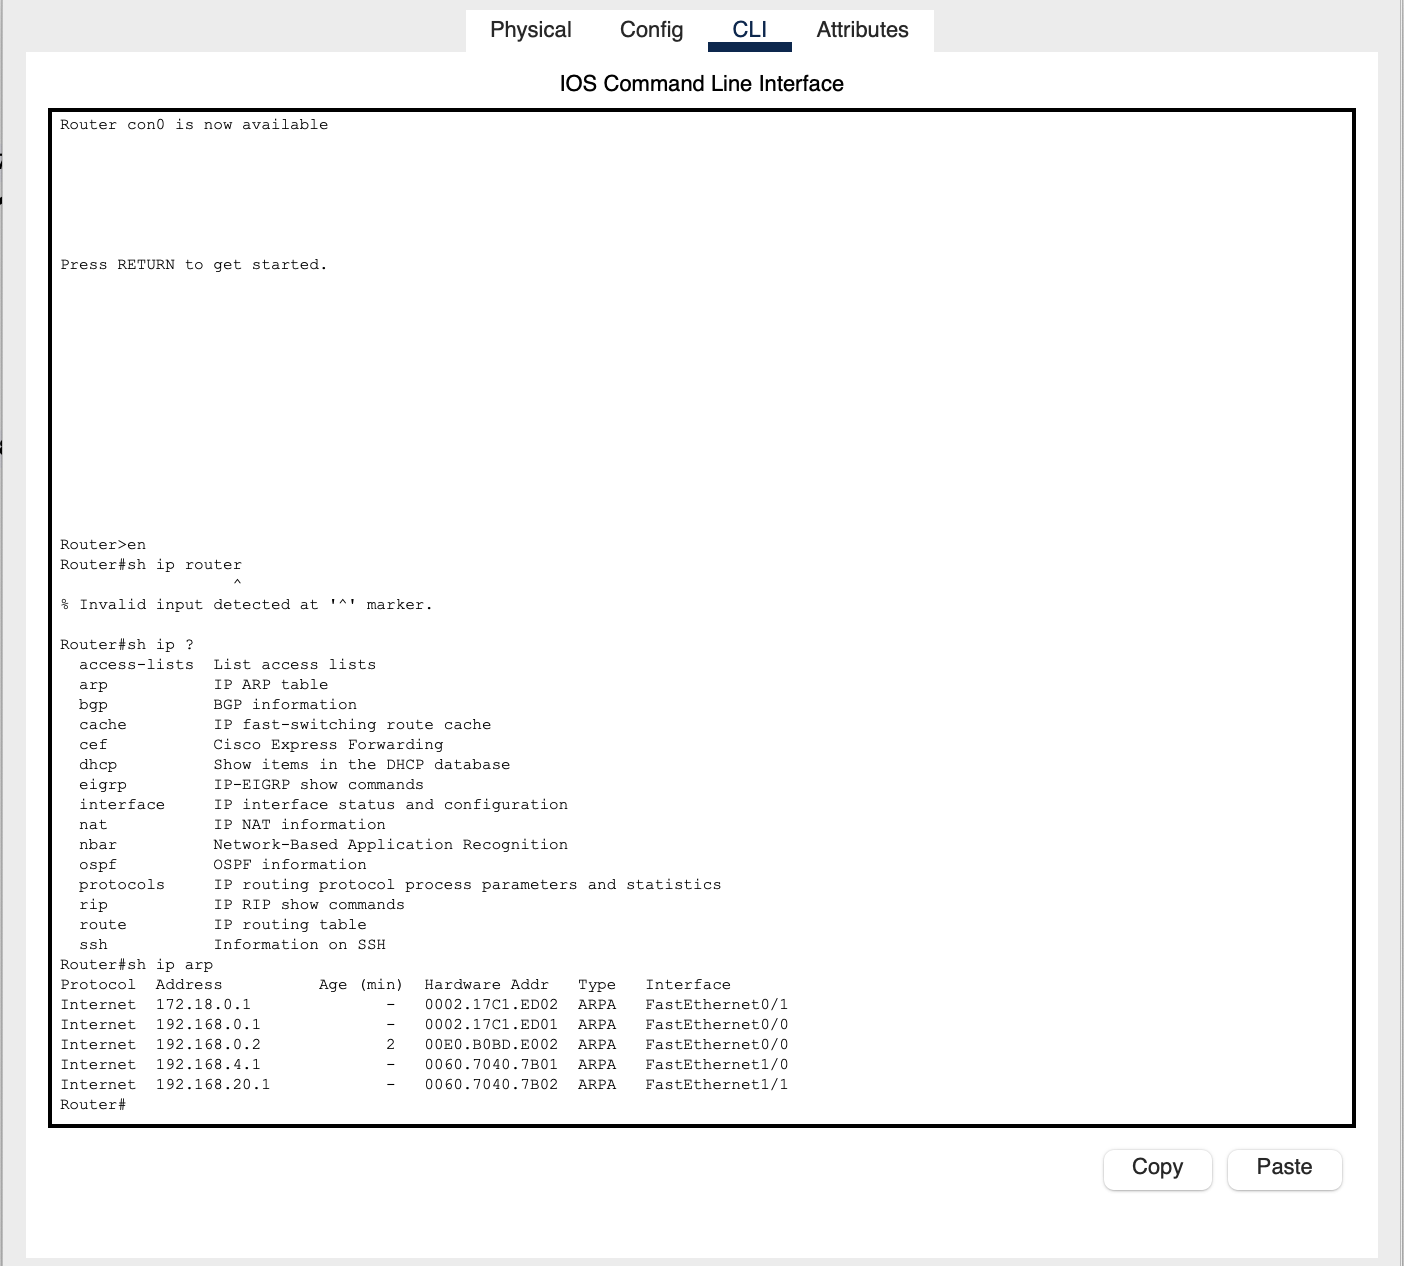 Physical Config CLI Attributes
IOS Command Line Interface
Router con0 is now available
Press RETURN to get started.
Router>en
Router#sh ip router
^
% Invalid input detected at '^' marker.
Router#sh ip ?
access-lists List access lists
arp IP ARP table
bgp BGP information
cache IP fast-switching route cache
cef Cisco Express Forwarding
dhcp Show items in the DHCP database
eigrp IP-EIGRP show commands
interface IP interface status and configuration
nat IP NAT information
nbar Network-Based Application Recognition
ospf OSPF information
protocols IP routing protocol process parameters and statistics
rip IP RIP show commands
route IP routing table
ssh Information on SSH
Router#sh ip arp
Protocol Address Age (min) Hardware Addr Type Interface
Internet 172.18.0.1 - 0002.17C1.ED02 ARPA FastEthernet0/1
Internet 192.168.0.1 - 0002.17C1.ED01 ARPA FastEthernet0/0
Internet 192.168.0.2 2 00E0.B0BD.E002 ARPA FastEthernet0/0
Internet 192.168.4.1 - 0060.7040.7B01 ARPA FastEthernet1/0
Internet 192.168.20.1 - 0060.7040.7B02 ARPA FastEthernet1/1
Router#
Copy Paste